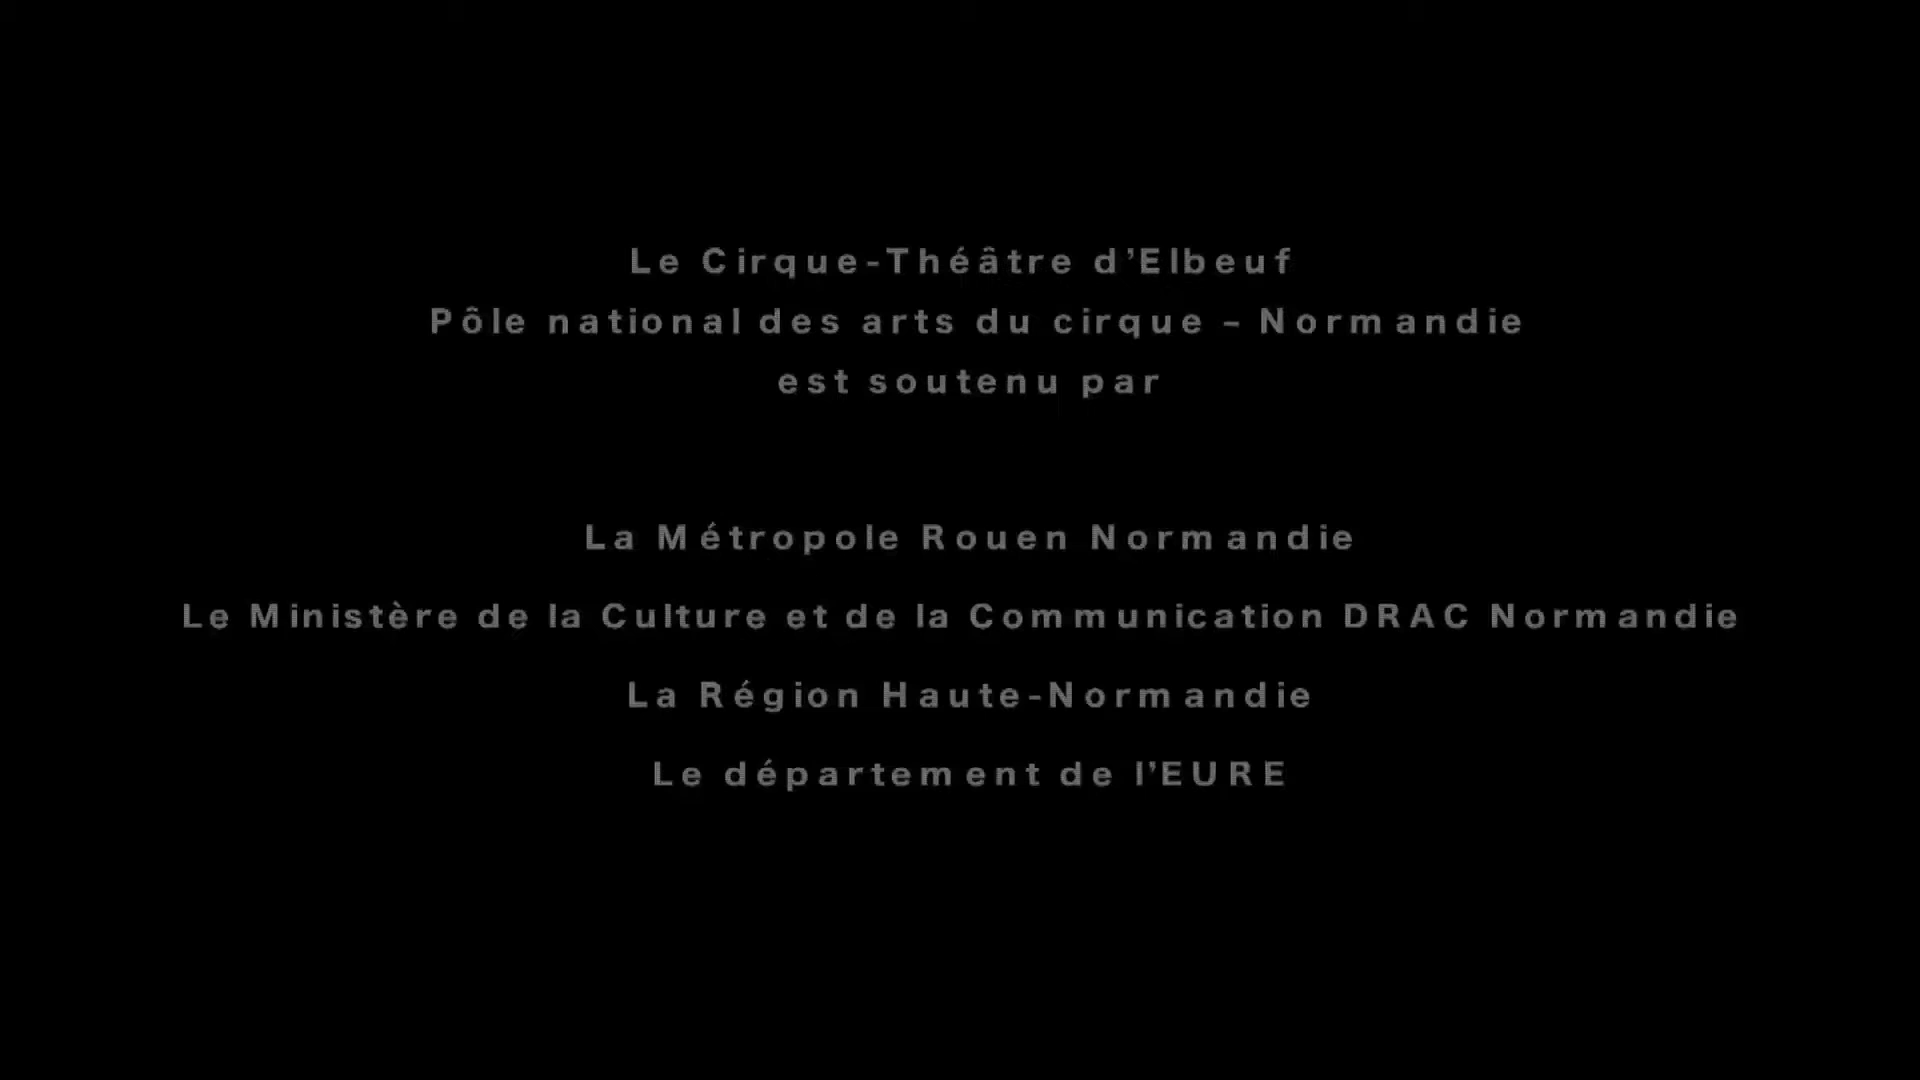 Le Cirque-Théâtre d’Elbeuf
Pôle national des arts du cirque – Normandie
est soutenu par
La Métropole Rouen Normandie
Le Ministère de la Culture et de la Communication DRAC Normandie
La Région Haute-Normandie
Le département de l’EURE